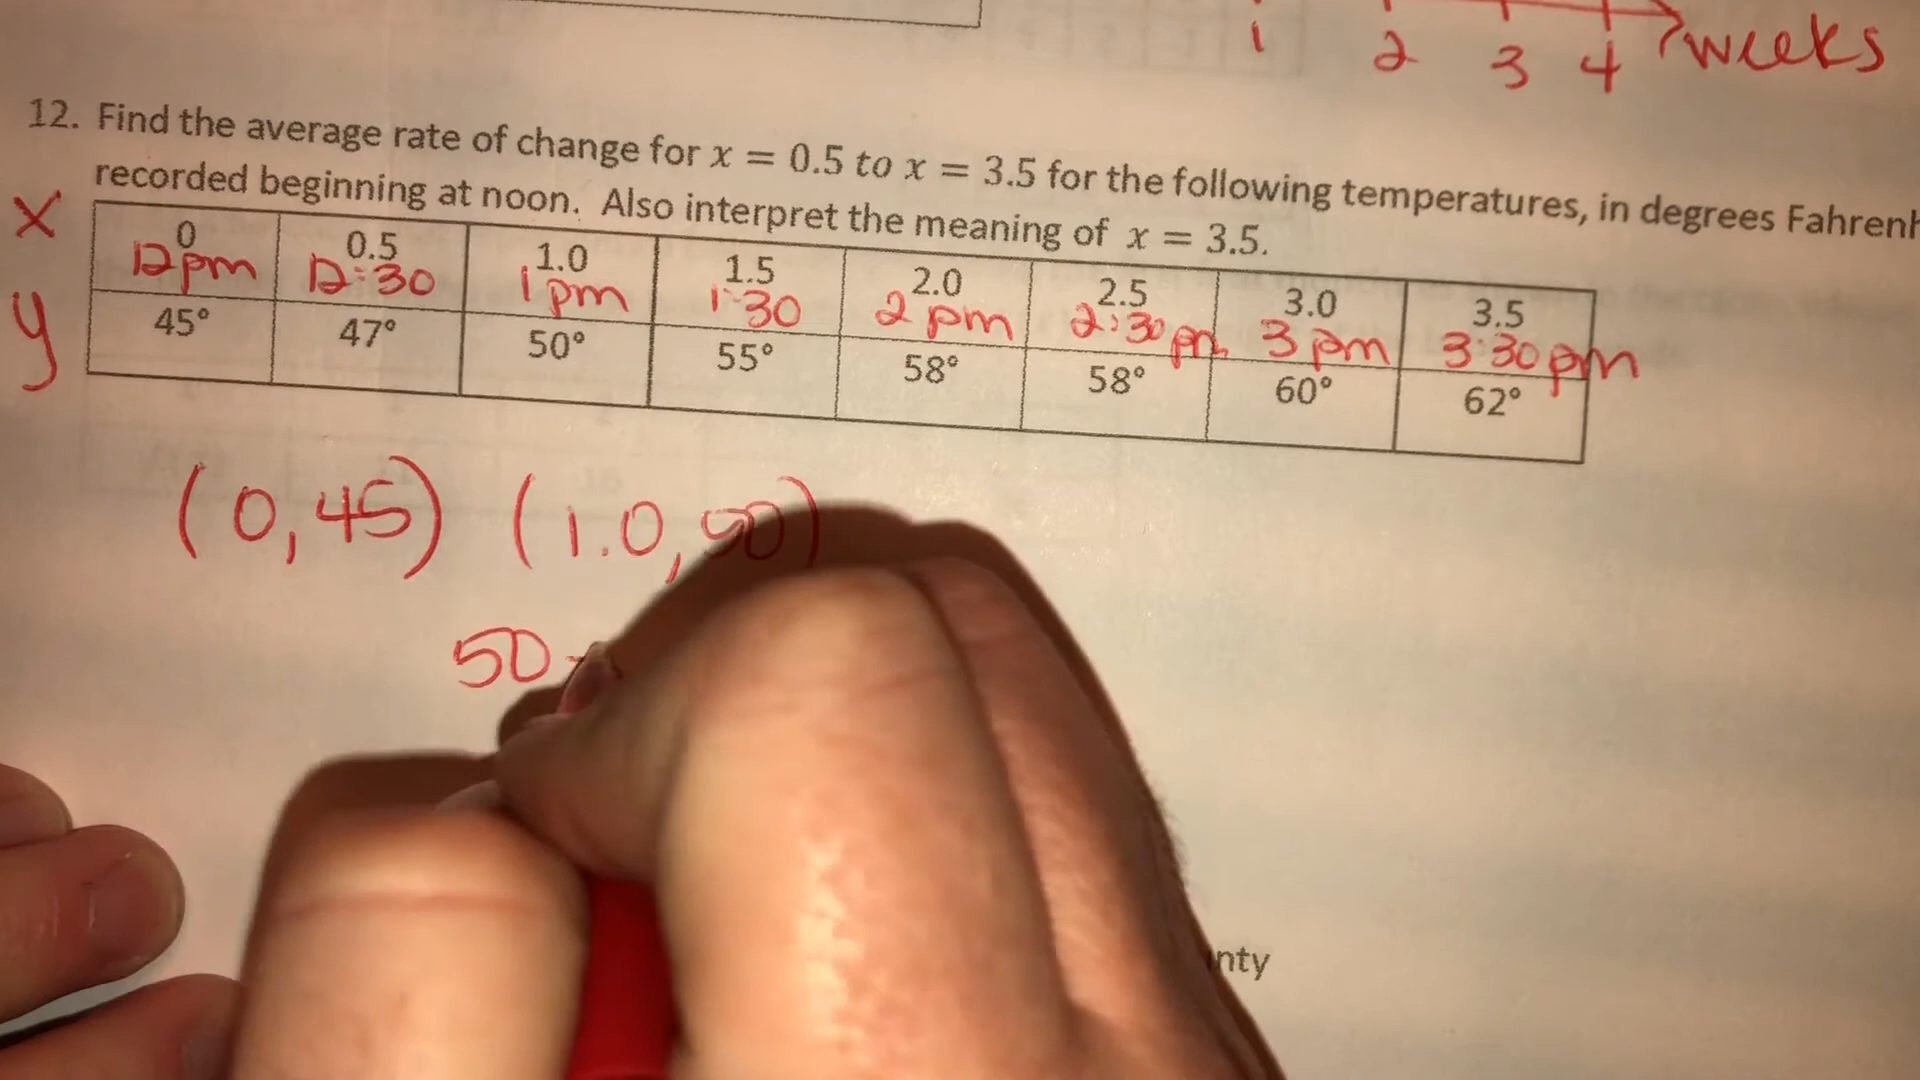 1 2 3 4 weeks
12. Find the average rate of change for x = 0.5 to x = 3.5 for the following temperatures, in degrees
recorded beginning at noon. Also interpret the meaning of x = 3.5.
x 0 0.5 1.0 1.5 2.0 2.5 3.0 3.5
12pm 12:30 1pm 1:30 2pm 2:30pm 3pm 3:30pm
y 45° 47° 50° 55° 58° 58° 60° 62°
(0,45) (1.0, )
50 -
nty